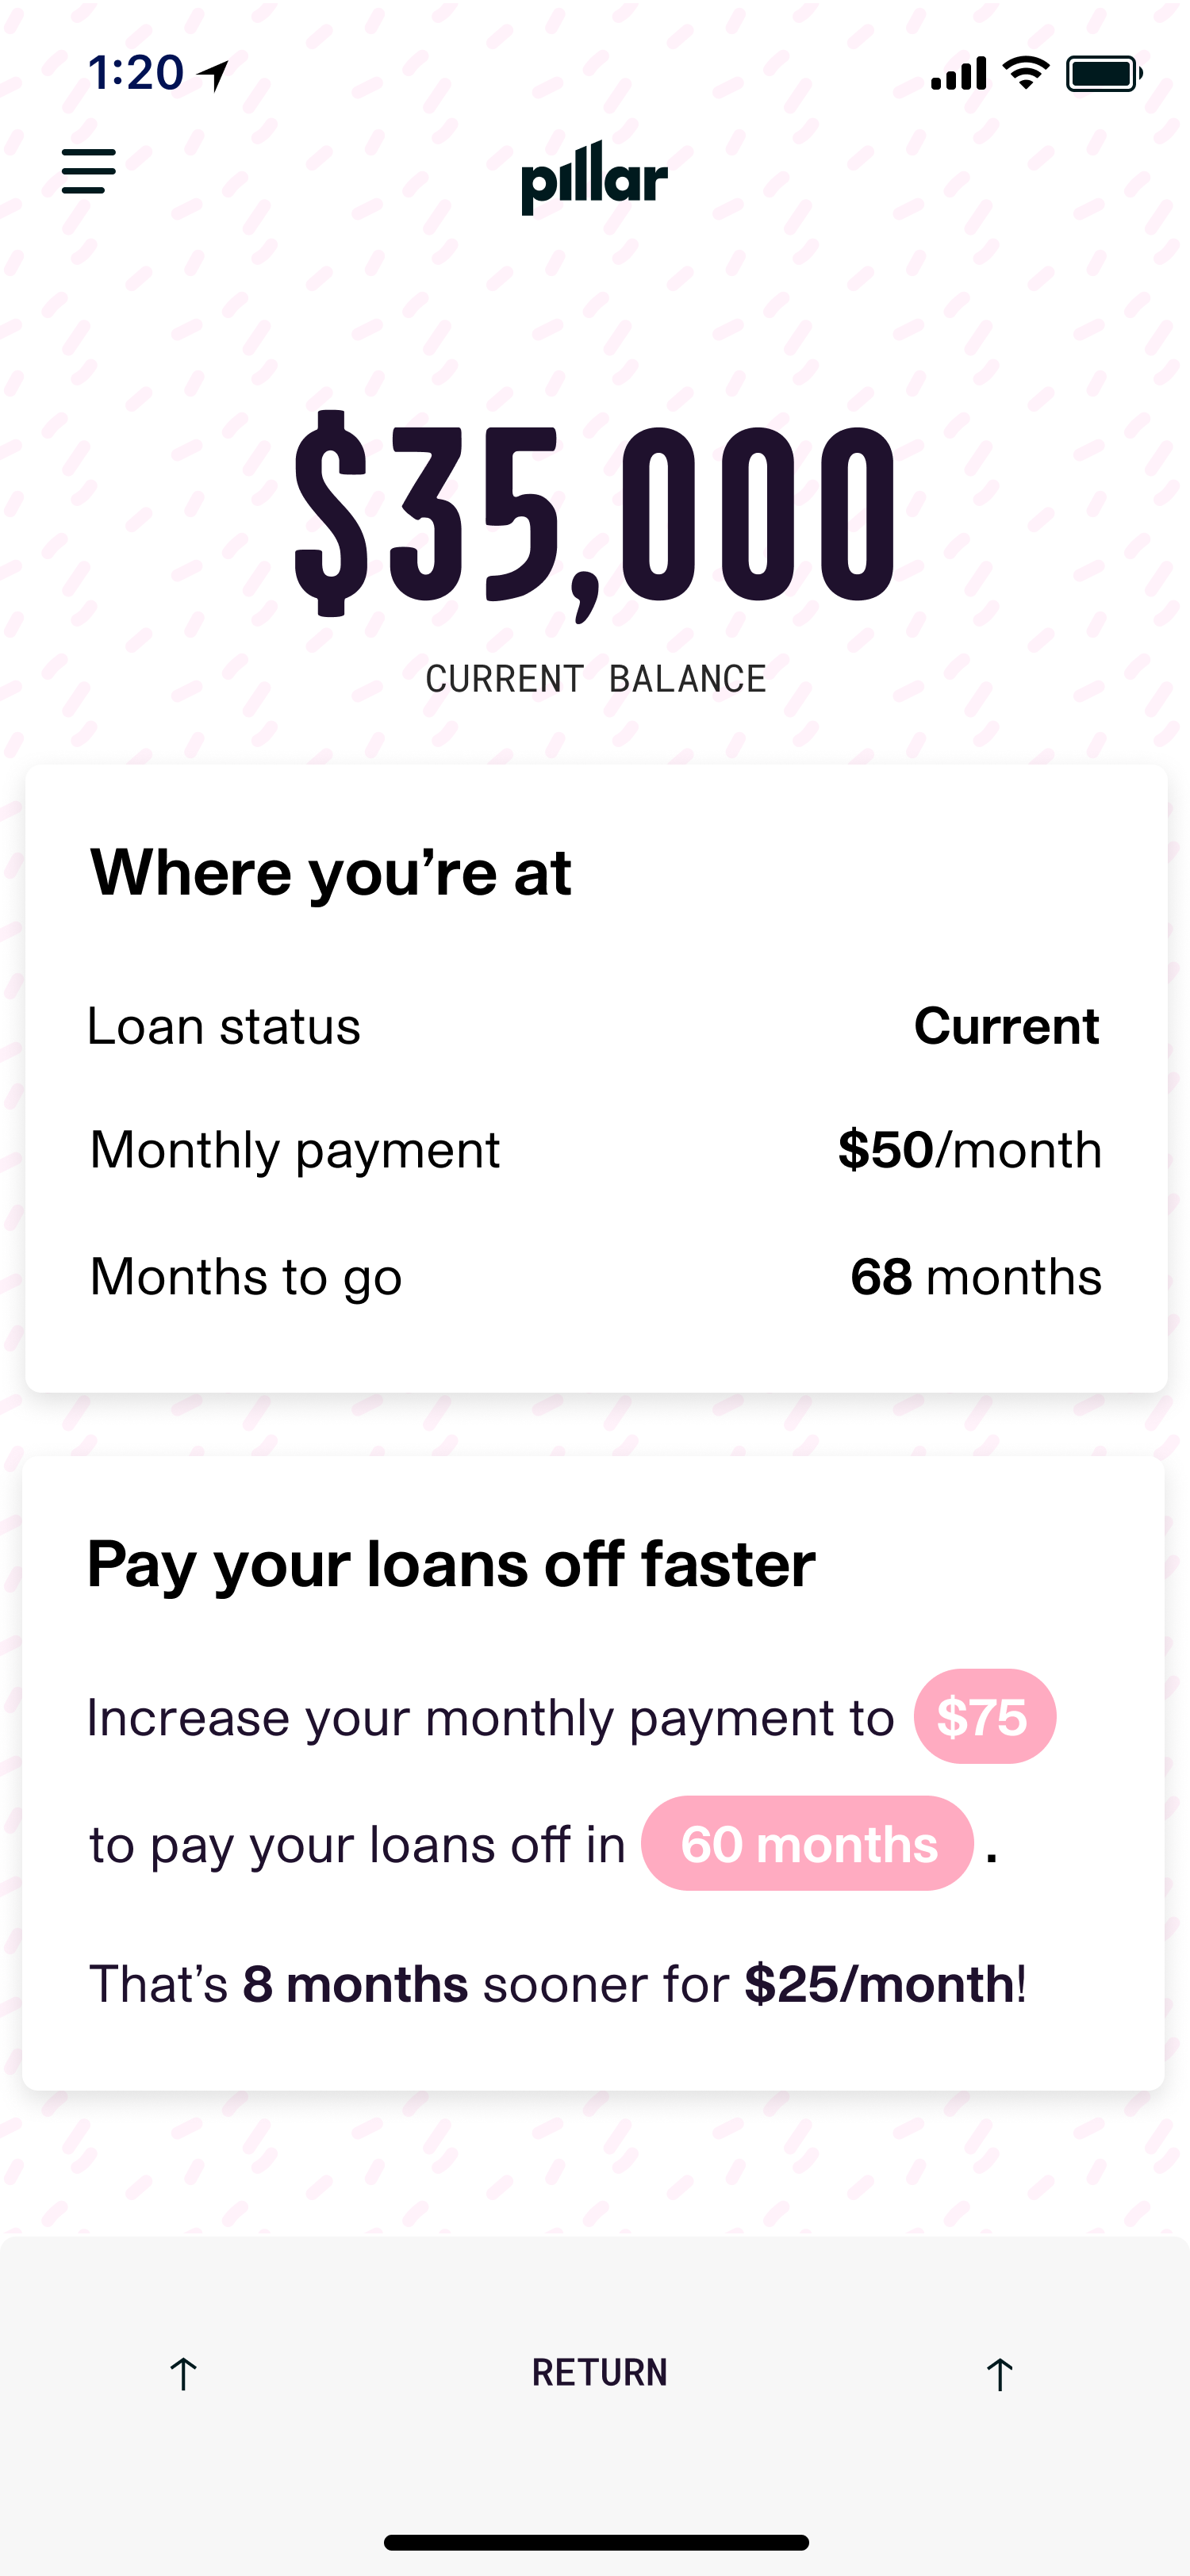 1:20
pillar
$35,000
CURRENT BALANCE
Where you’re at
Loan status Current
Monthly payment $50/month
Months to go 68 months
Pay your loans off faster
Increase your monthly payment to $75
to pay your loans off in 60 months .
That’s 8 months sooner for $25/month!
↑ RETURN ↑